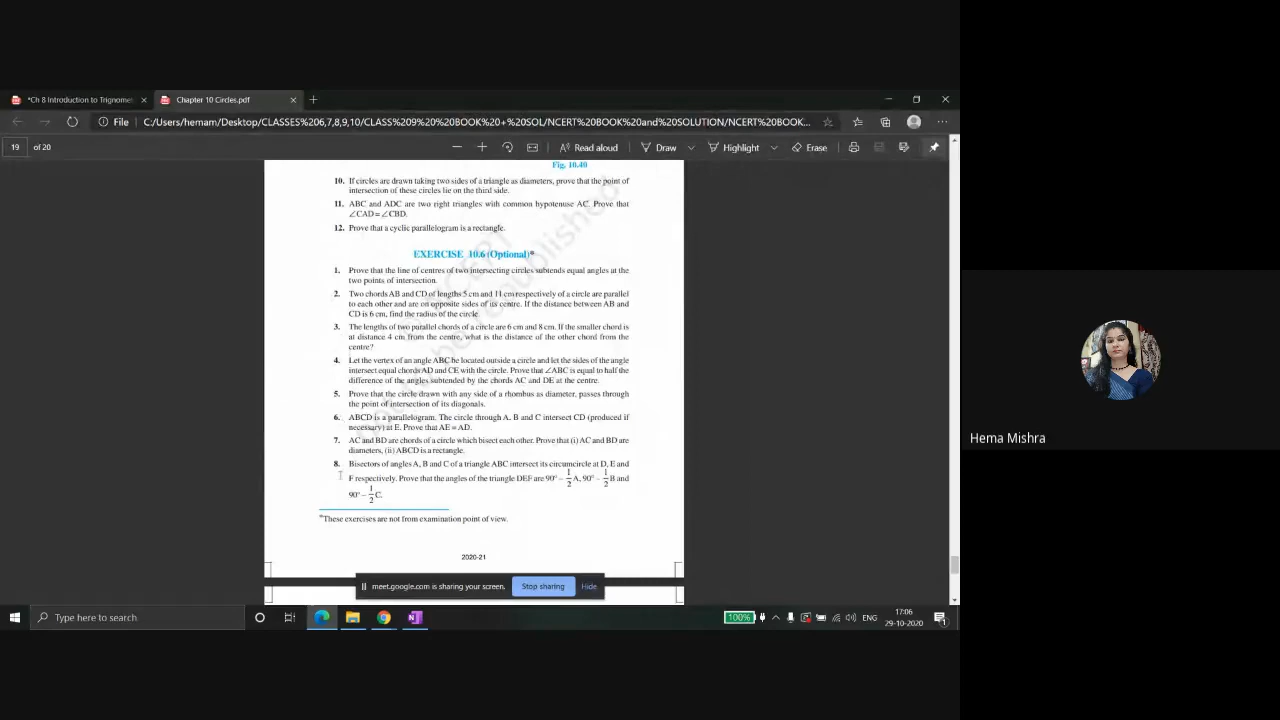 *Ch 8 Introduction to Trignomet
Chapter 10 Circles.pdf
File
C:/Users/hemam/Desktop/CLASSES%206,7,8,9,10/CLASS%209%20%20BOOK%20+%20SOL/NCERT%20BOOK%20and%20SOLUTION/NCERT%20BOOK...
19 of 20
Read aloud
Draw
Highlight
Erase
Fig. 10.40
10. If circles are drawn taking two sides of a triangle as diameters, prove that the point of
intersection of these circles lie on the third side.
11. ABC and ADC are two right triangles with common hypotenuse AC. Prove that
∠CAD = ∠CBD.
12. Prove that a cyclic parallelogram is a rectangle.
EXERCISE 10.6 (Optional)*
1. Prove that the line of centres of two intersecting circles subtends equal angles at the
two points of intersection.
2. Two chords AB and CD of lengths 5 cm and 11 cm respectively of a circle are parallel
to each other and are on opposite sides of its centre. If the distance between AB and
CD is 6 cm, find the radius of the circle.
3. The lengths of two parallel chords of a circle are 6 cm and 8 cm. If the smaller chord is
at distance 4 cm from the centre, what is the distance of the other chord from the
centre?
4. Let the vertex of an angle ABC be located outside a circle and let the sides of the angle
intersect equal chords AD and CE with the circle. Prove that ∠ABC is equal to half the
difference of the angles subtended by the chords AC and DE at the centre.
5. Prove that the circle drawn with any side of a rhombus as diameter, passes through
the point of intersection of its diagonals.
6. ABCD is a parallelogram. The circle through A, B and C intersect CD (produced if
necessary) at E. Prove that AE = AD.
7. AC and BD are chords of a circle which bisect each other. Prove that (i) AC and BD are
diameters, (ii) ABCD is a rectangle.
8. Bisectors of angles A, B and C of a triangle ABC intersect its circumcircle at D, E and
F respectively. Prove that the angles of the triangle DEF are 90° – 1/2 A, 90° – 1/2 B and
90° – 1/2 C.
*These exercises are not from examination point of view.
2020-21
meet.google.com is sharing your screen.
Stop sharing
Hide
Type here to search
100%
ENG
17:06
29-10-2020
Hema Mishra